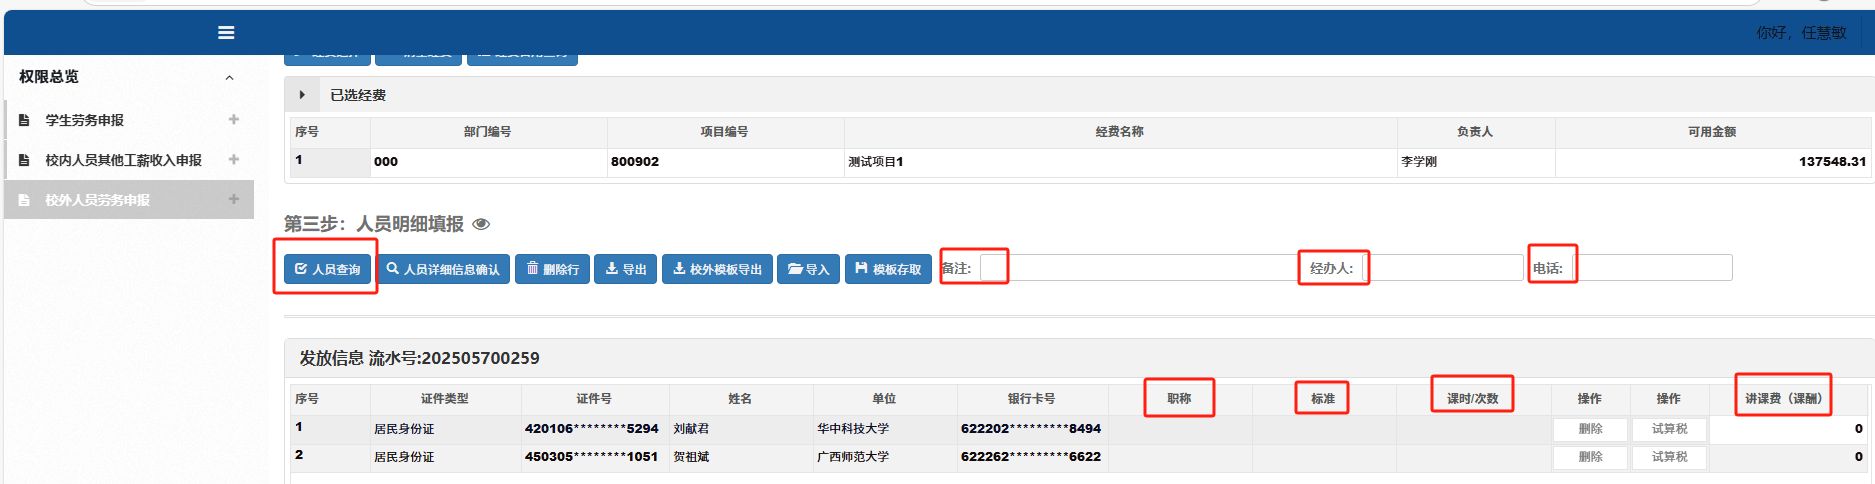 你好，任慧敏
权限总览
学生劳务申报
校内人员其他工薪收入申报
校外人员劳务申报
已选经费
序号 部门编号 项目编号 经费名称 负责人 可用金额
1 000 800902 测试项目1 李学刚 137548.31
第三步：人员明细填报
人员查询 人员详细信息确认 删除行 导出 校外模板导出 导入 模板存取 备注: 经办人: 电话:
发放信息 流水号:202505700259
序号 证件类型 证件号 姓名 单位 银行卡号 职称 标准 课时/次数 操作 操作 讲课费（课酬）
1 居民身份证 420106********5294 刘献君 华中科技大学 622202*********8494 删除 试算税 0
2 居民身份证 450305********1051 贺祖斌 广西师范大学 622262*********6622 删除 试算税 0